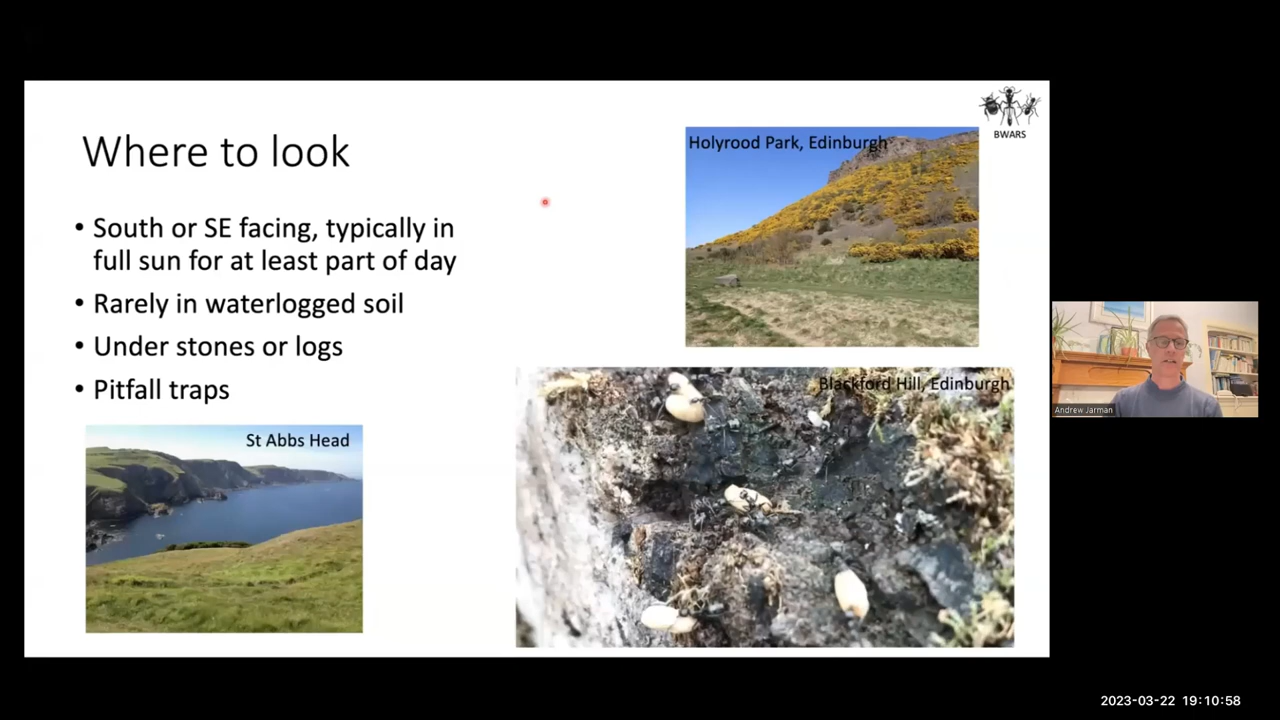 Where to look
• South or SE facing, typically in
full sun for at least part of day
• Rarely in waterlogged soil
• Under stones or logs
• Pitfall traps
St Abbs Head
Holyrood Park, Edinburgh
BWARS
Blackford Hill, Edinburgh
Andrew Jarman
2023-03-22 19:10:58